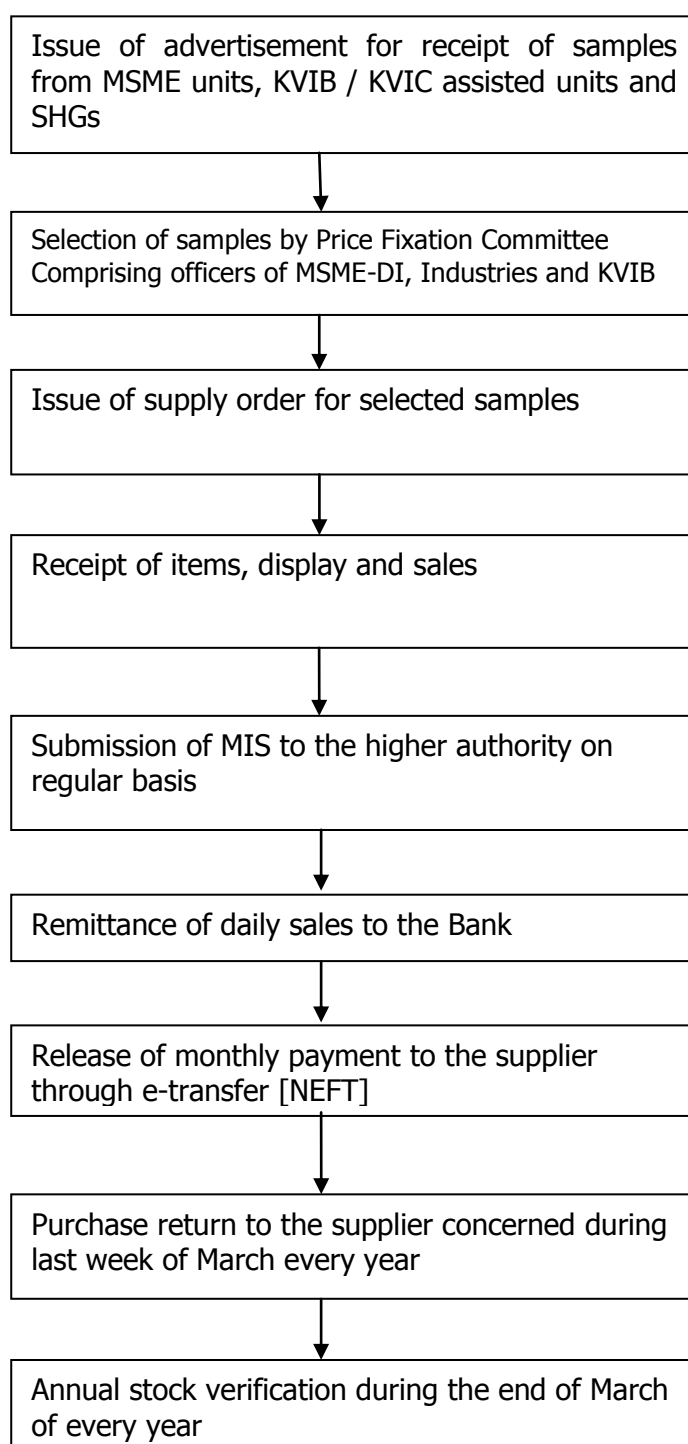 Issue of advertisement for receipt of samples
from MSME units, KVIB / KVIC assisted units and
SHGs
Selection of samples by Price Fixation Committee
Comprising officers of MSME-DI, Industries and KVIB
Issue of supply order for selected samples
Receipt of items, display and sales
Submission of MIS to the higher authority on
regular basis
Remittance of daily sales to the Bank
Release of monthly payment to the supplier
through e-transfer [NEFT]
Purchase return to the supplier concerned during
last week of March every year
Annual stock verification during the end of March
of every year